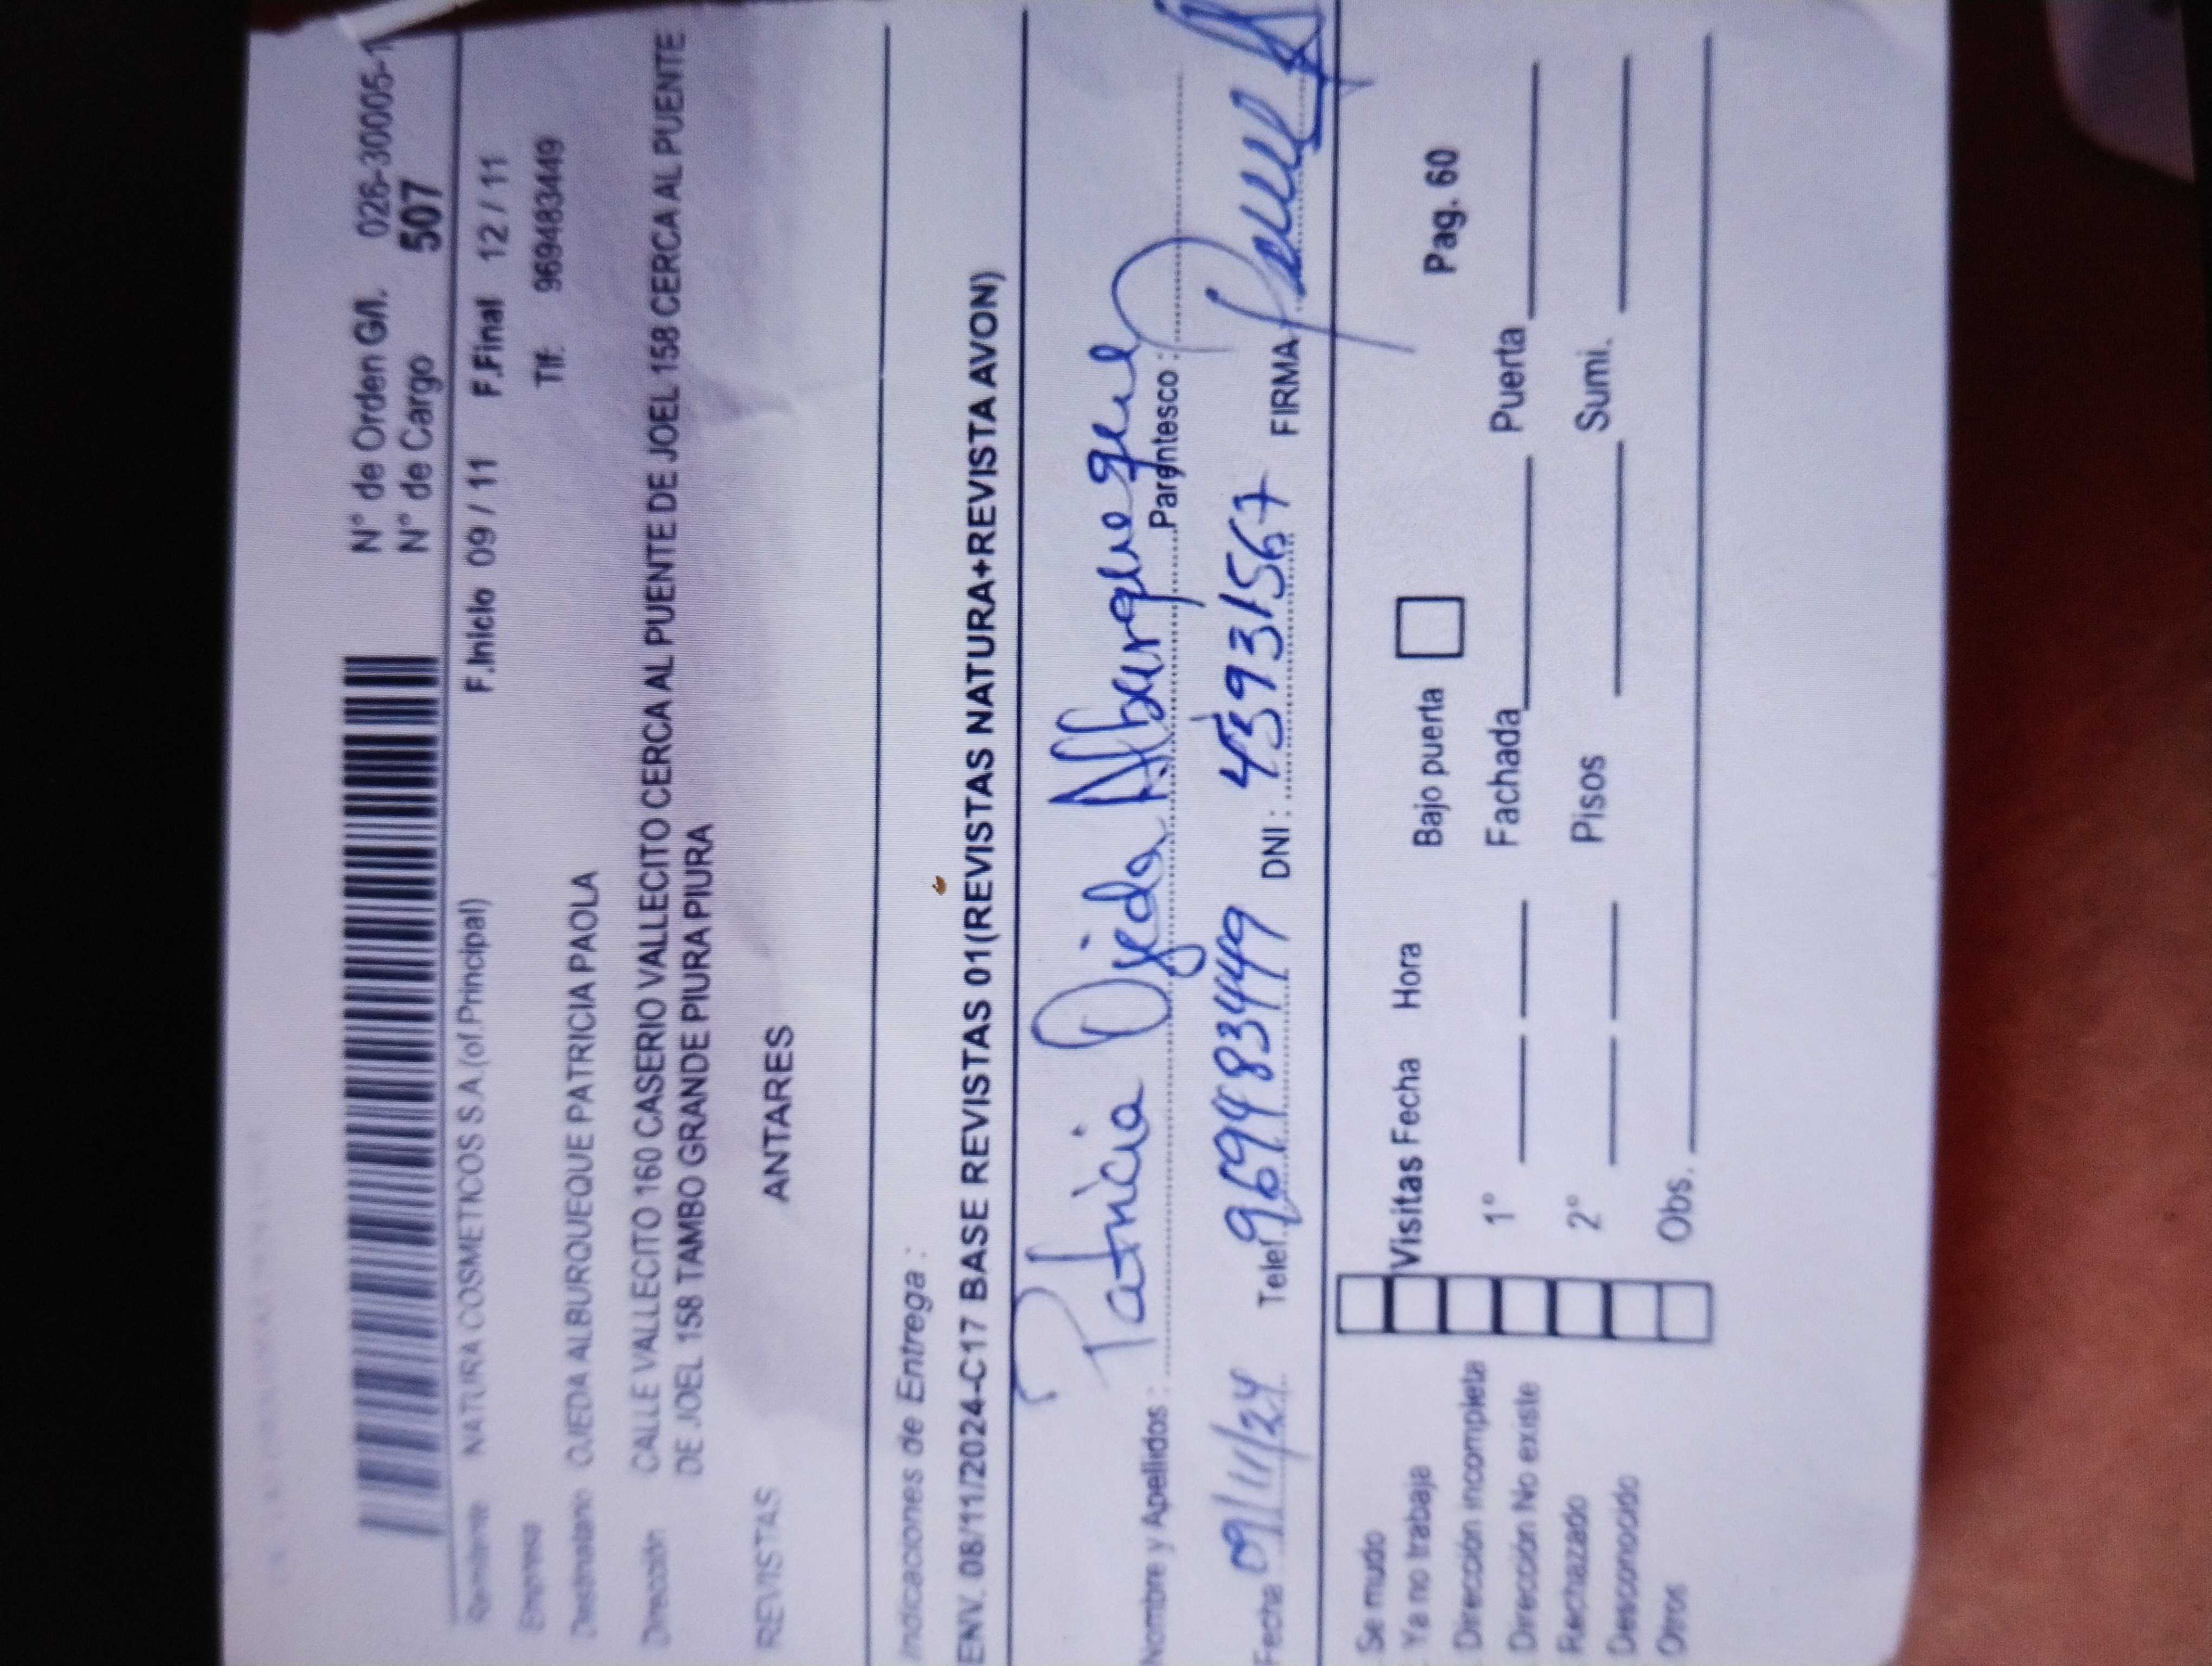 N° de Orden G/I. 026-30005-1
N° de Cargo 507
Remitente NATURA COSMETICOS S.A.(of.Principal) F.Inicio 09 / 11 F.Final 12 / 11
Empresa Tlf: 969483449
Destinatario OJEDA ALBURQUEQUE PATRICIA PAOLA
Dirección CALLE VALLECITO 160 CASERIO VALLECITO CERCA AL PUENTE DE JOEL 158 CERCA AL PUENTE
DE JOEL 158 TAMBO GRANDE PIURA PIURA
REVISTAS ANTARES
Indicaciones de Entrega :
ENV. 08/11/2024-C17 BASE REVISTAS 01(REVISTAS NATURA+REVISTA AVON)
Nombre y Apellidos : Patricia Ojeda Alburqueque Parentesco :
Fecha 09/11/24 Telef. 969483449 DNI : 43931567 FIRMA
Se mudo
Ya no trabaja Visitas Fecha Hora Bajo puerta Pag. 60
Dirección incompleta
Dirección No existe 1° Fachada Puerta
Rechazado 2° Pisos Sumi.
Desconocido
Otros Obs.